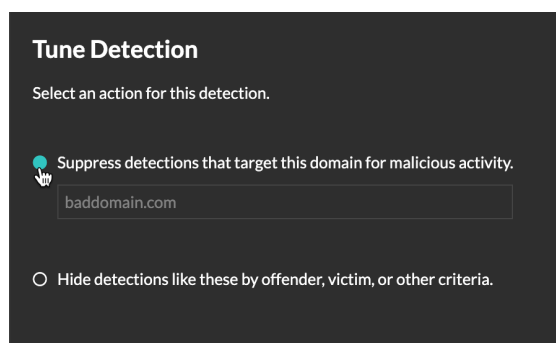 Tune Detection
Select an action for this detection.
Suppress detections that target this domain for malicious activity.
baddomain.com
Hide detections like these by offender, victim, or other criteria.